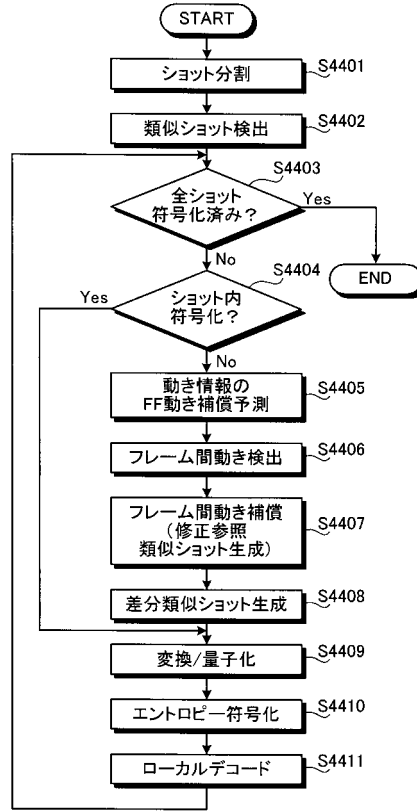 START
ショット分割
S4401
類似ショット検出
S4402
S4403
全ショット
符号化済み？
Yes
No
END
S4404
ショット内
符号化？
Yes
No
動き情報の
FF動き補償予測
S4405
フレーム間動き検出
S4406
フレーム間動き補償
（修正参照
類似ショット生成）
S4407
差分類似ショット生成
S4408
変換/量子化
S4409
エントロピー符号化
S4410
ローカルデコード
S4411